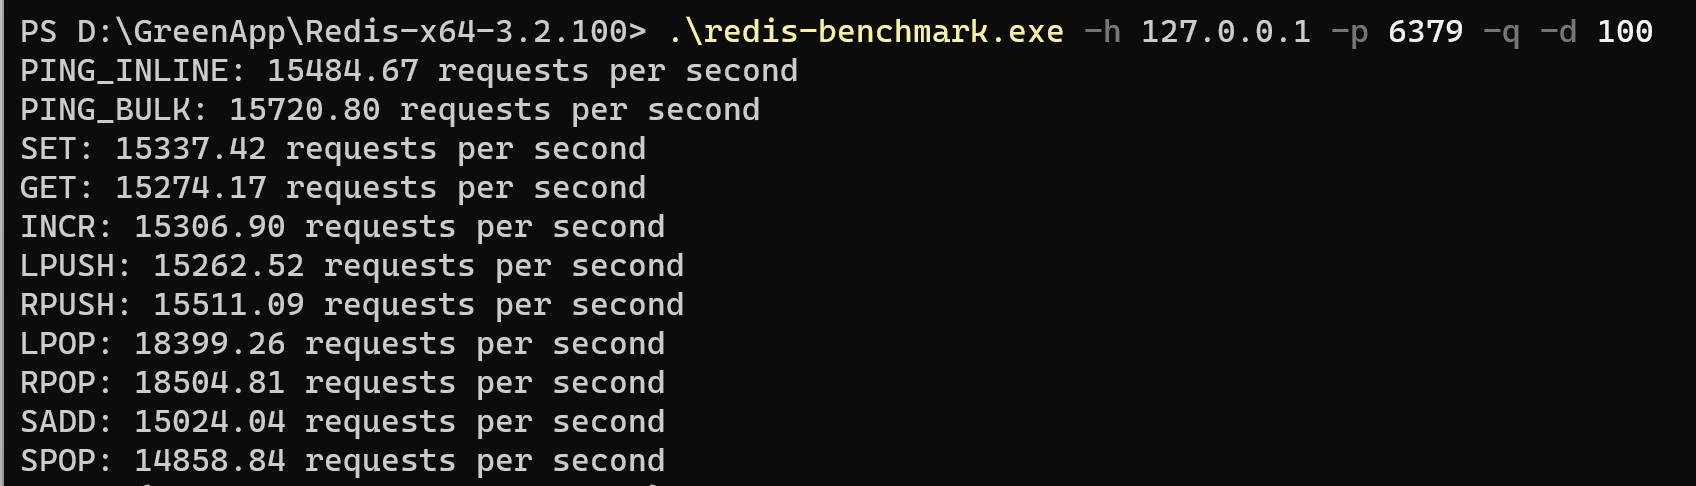 PS D:\GreenApp\Redis-x64-3.2.100> .\redis-benchmark.exe -h 127.0.0.1 -p 6379 -q -d 100
PING_INLINE: 15484.67 requests per second
PING_BULK: 15720.80 requests per second
SET: 15337.42 requests per second
GET: 15274.17 requests per second
INCR: 15306.90 requests per second
LPUSH: 15262.52 requests per second
RPUSH: 15511.09 requests per second
LPOP: 18399.26 requests per second
RPOP: 18504.81 requests per second
SADD: 15024.04 requests per second
SPOP: 14858.84 requests per second